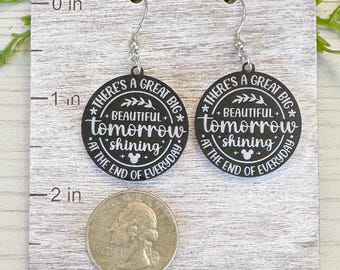 0 in
1 in
2 in
THERE'S A GREAT BIG
BEAUTIFUL
tomorrow
shining
AT THE END OF EVERYDAY
THERE'S A GREAT BIG
BEAUTIFUL
tomorrow
shining
AT THE END OF EVERYDAY